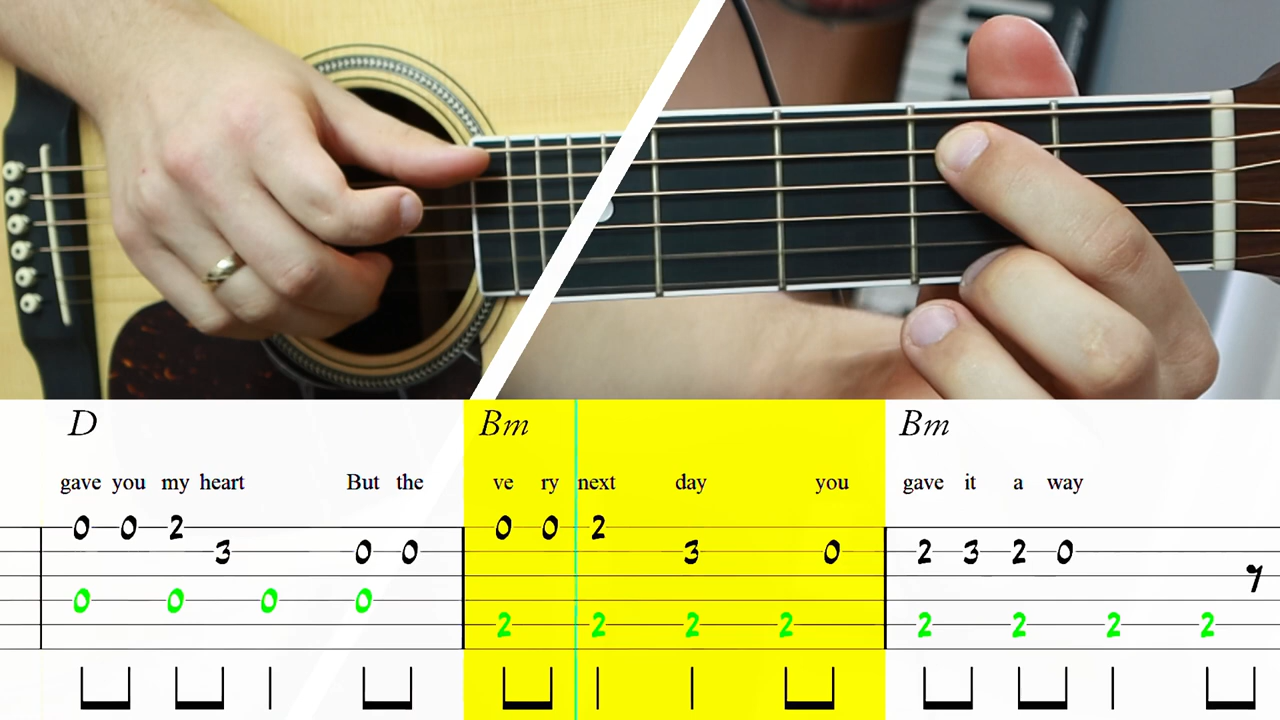 D Bm Bm
gave you my heart But the ve ry next day you gave it a way
0 0 2 0 0 2
3 0 0 3 0 2 3 2 0
0 0 0 0
2 2 2 2 2 2 2 2